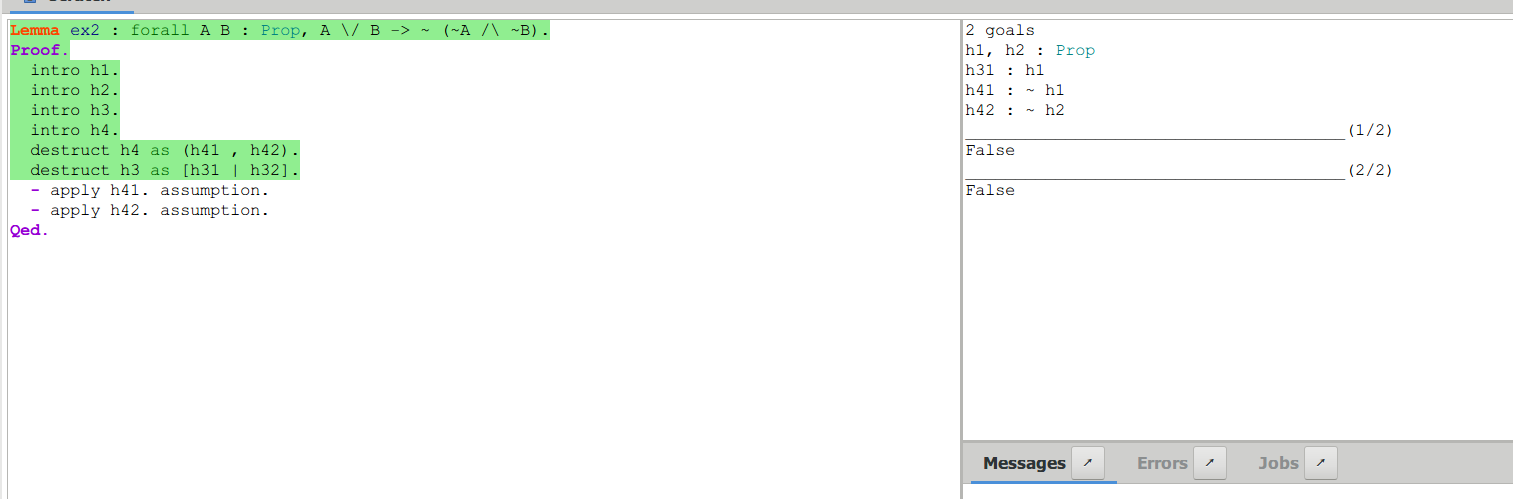 Lemma ex2 : forall A B : Prop, A \/ B -> ~ (~A /\ ~B).
Proof.
  intro h1.
  intro h2.
  intro h3.
  intro h4.
  destruct h4 as (h41 , h42).
  destruct h3 as [h31 | h32].
  - apply h41. assumption.
  - apply h42. assumption.
Qed.
2 goals
h1, h2 : Prop
h31 : h1
h41 : ~ h1
h42 : ~ h2
______________________________________(1/2)
False
______________________________________(2/2)
False
Messages Errors Jobs